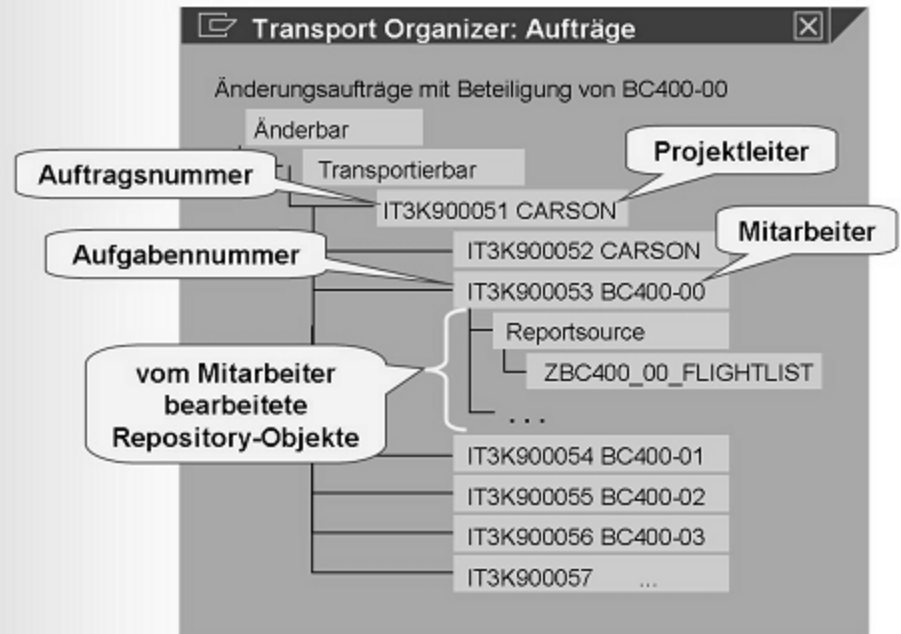 Transport Organizer: Aufträge
Änderungsaufträge mit Beteiligung von BC400-00
Änderbar
Transportierbar
Projektleiter
Auftragsnummer
IT3K900051 CARSON
Mitarbeiter
Aufgabennummer
IT3K900052 CARSON
IT3K900053 BC400-00
Reportsource
ZBC400_00_FLIGHTLIST
vom Mitarbeiter
bearbeitete
Repository-Objekte
. . .
IT3K900054 BC400-01
IT3K900055 BC400-02
IT3K900056 BC400-03
IT3K900057 ...